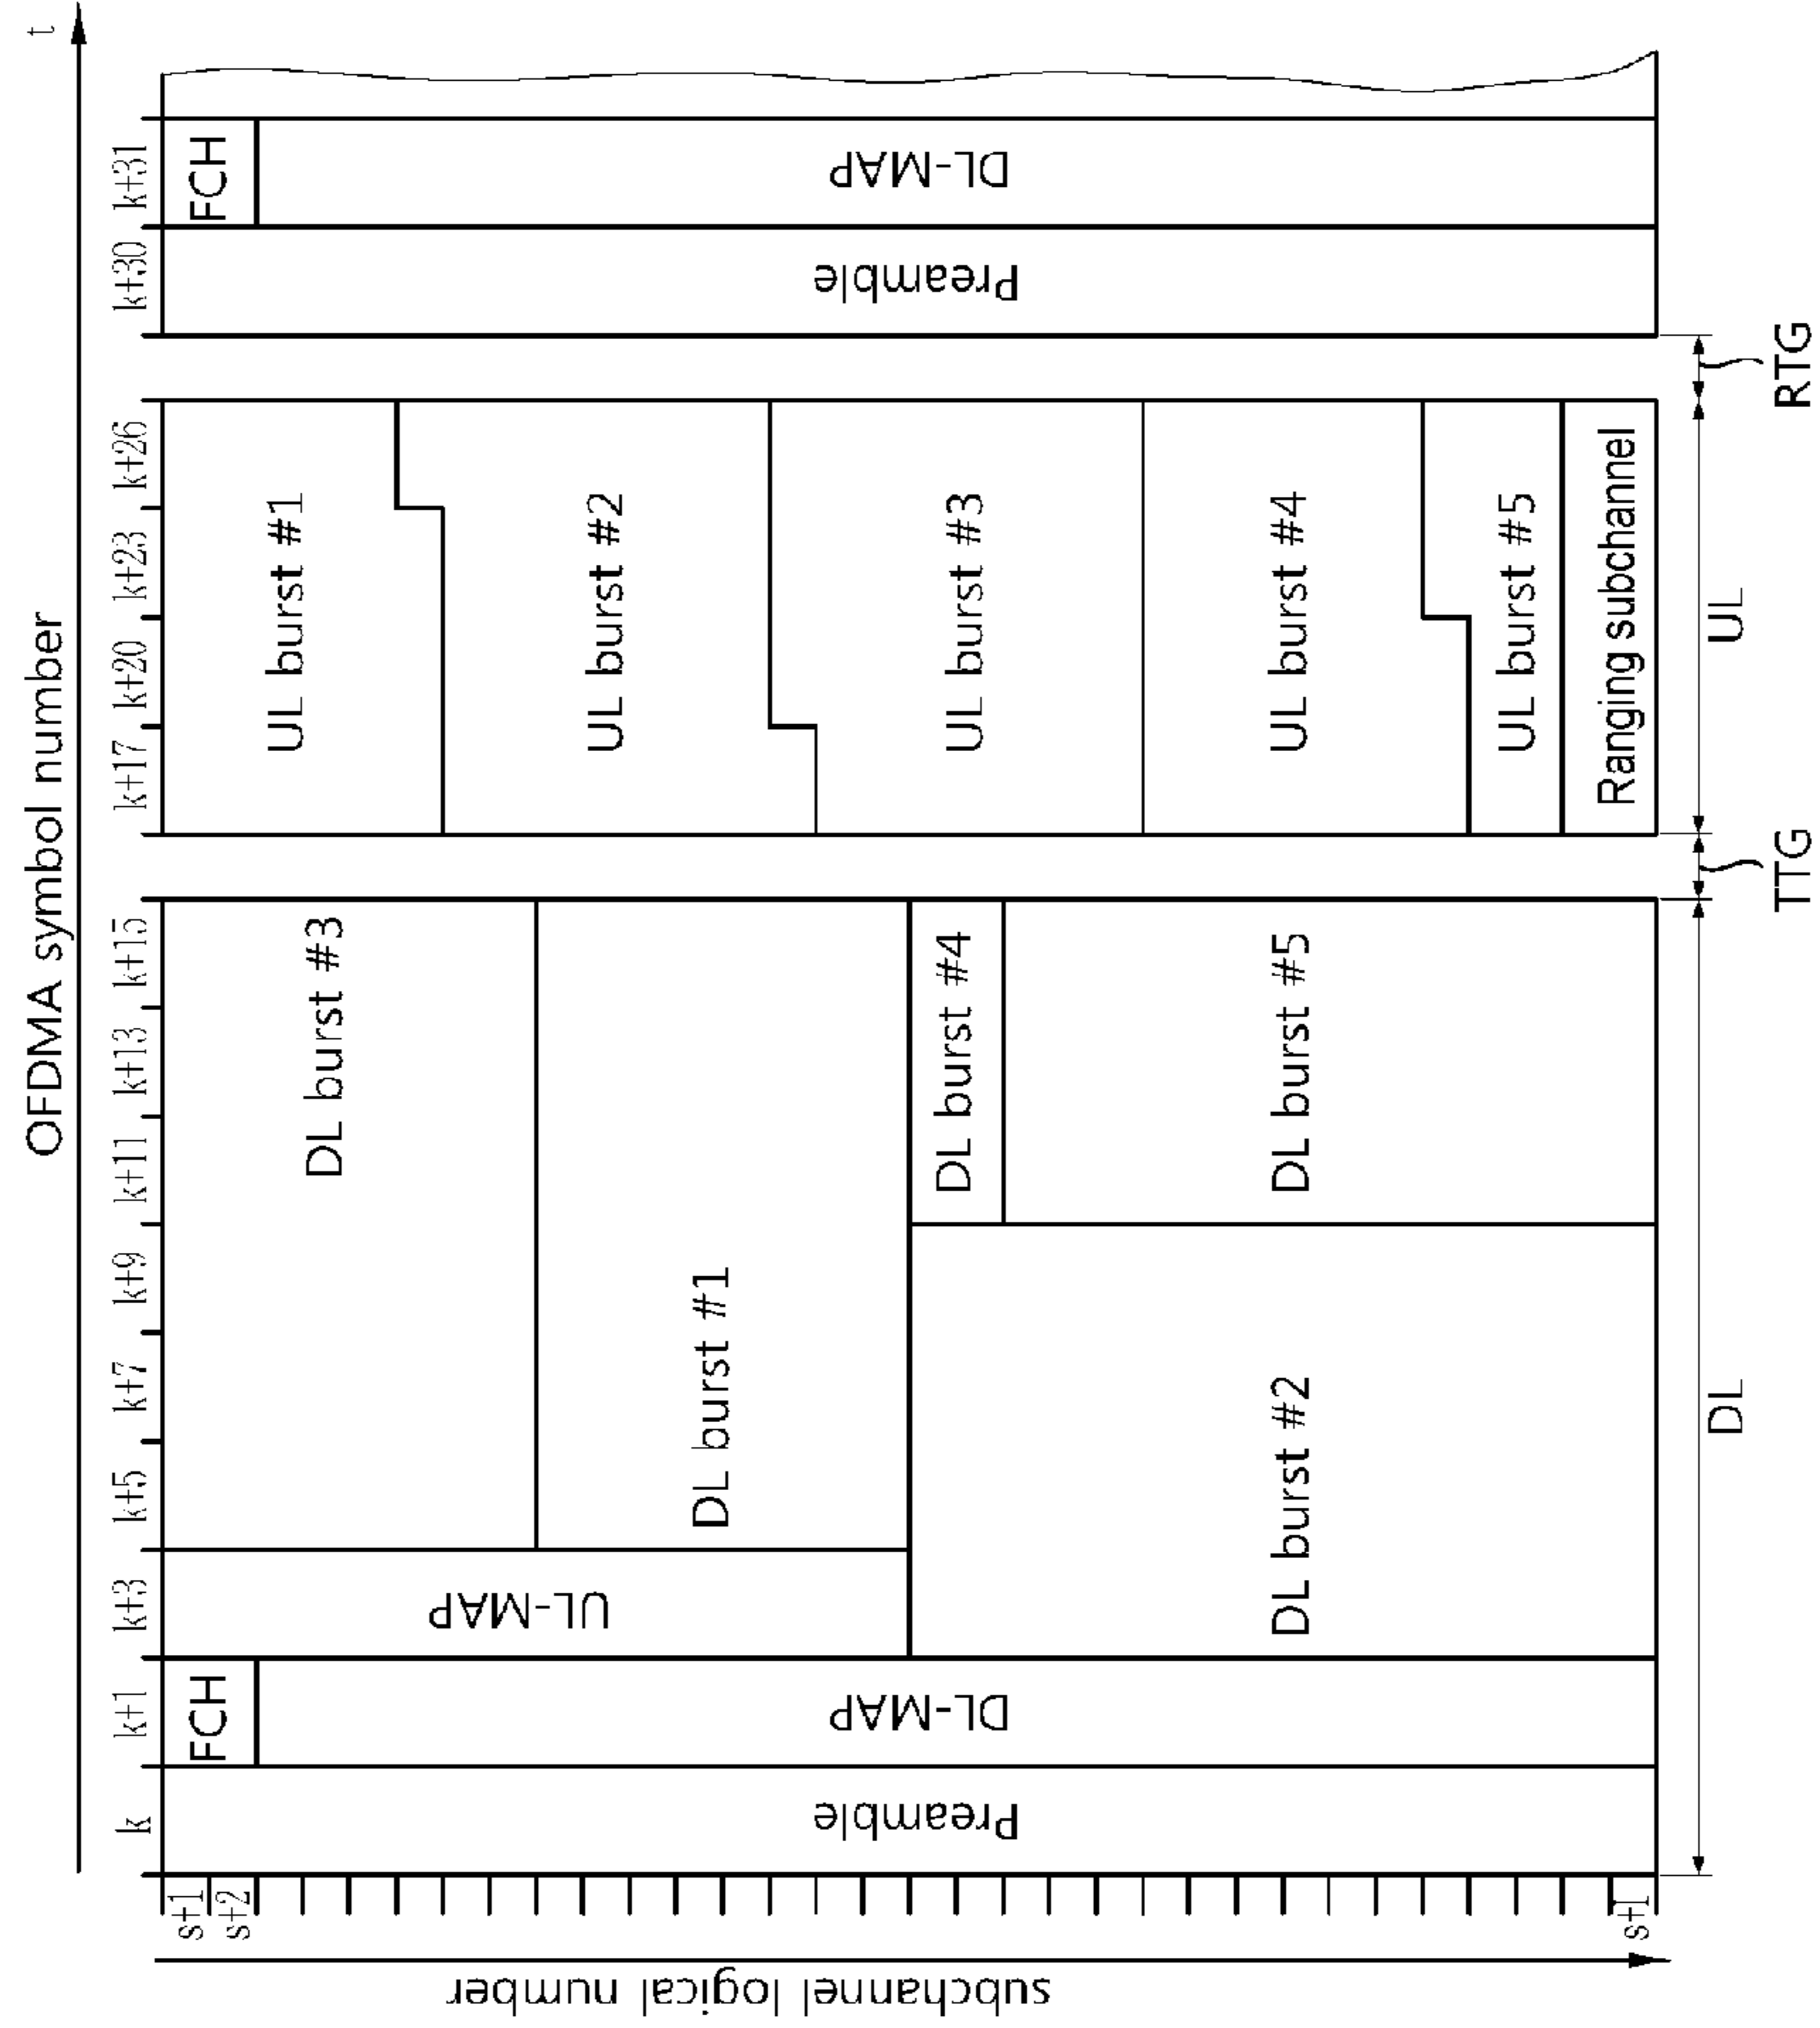 OFDMA symbol number
t
k
k+1
k+3
k+5
k+7
k+9
k+11
k+13
k+15
k+17
k+20
k+23
k+26
k+30
k+31
subchannel logical number
s+1
s+2
s+1
Preamble
FCH
DL-MAP
UL-MAP
DL burst #3
DL burst #1
DL burst #2
DL burst #4
DL burst #5
UL burst #1
UL burst #2
UL burst #3
UL burst #4
UL burst #5
Ranging subchannel
Preamble
FCH
DL-MAP
DL
TTG
UL
RTG